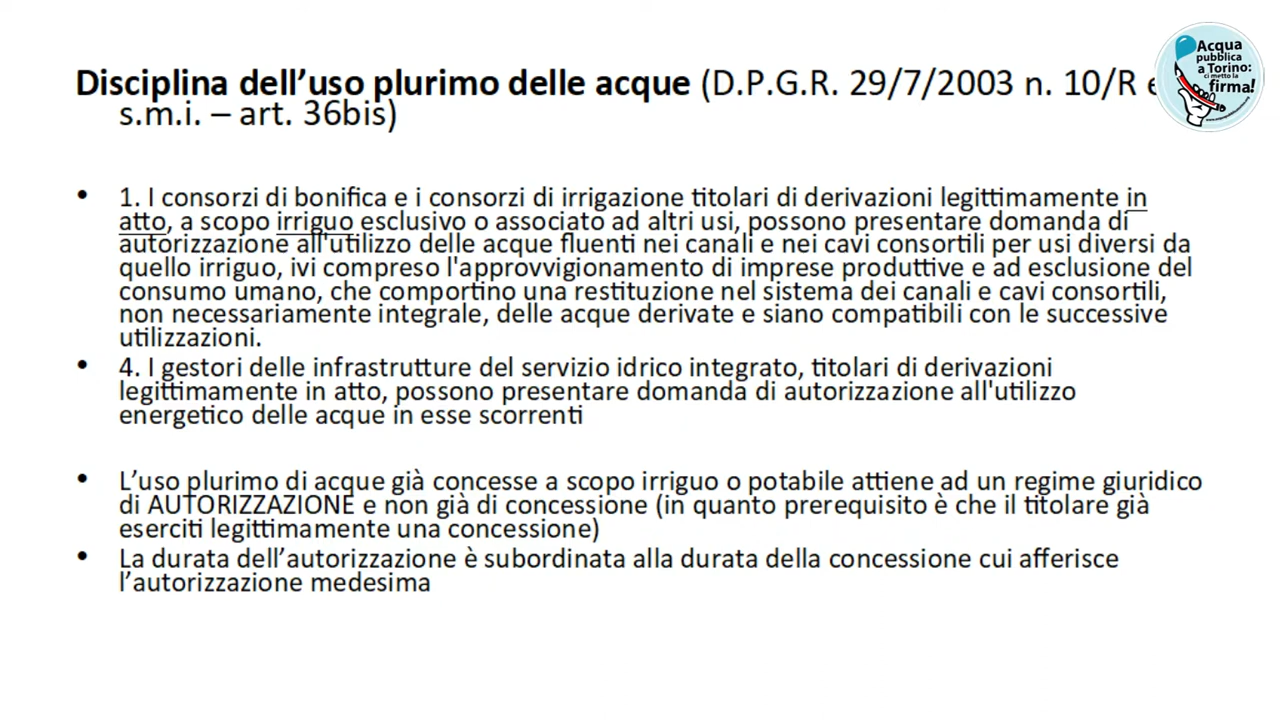 Disciplina dell’uso plurimo delle acque (D.P.G.R. 29/7/2003 n. 10/R e
s.m.i. – art. 36bis)
Acqua
pubblica
a Torino:
ci metto la
firma!
• 1. I consorzi di bonifica e i consorzi di irrigazione titolari di derivazioni legittimamente in
atto, a scopo irriguo esclusivo o associato ad altri usi, possono presentare domanda di
autorizzazione all'utilizzo delle acque fluenti nei canali e nei cavi consortili per usi diversi da
quello irriguo, ivi compreso l'approvvigionamento di imprese produttive e ad esclusione del
consumo umano, che comportino una restituzione nel sistema dei canali e cavi consortili,
non necessariamente integrale, delle acque derivate e siano compatibili con le successive
utilizzazioni.
• 4. I gestori delle infrastrutture del servizio idrico integrato, titolari di derivazioni
legittimamente in atto, possono presentare domanda di autorizzazione all'utilizzo
energetico delle acque in esse scorrenti
• L’uso plurimo di acque già concesse a scopo irriguo o potabile attiene ad un regime giuridico
di AUTORIZZAZIONE e non già di concessione (in quanto prerequisito è che il titolare già
eserciti legittimamente una concessione)
• La durata dell’autorizzazione è subordinata alla durata della concessione cui afferisce
l’autorizzazione medesima